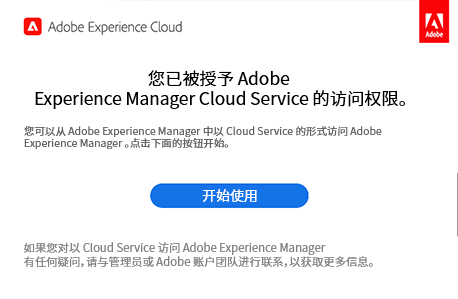 Adobe Experience Cloud
Adobe
您已被授予 Adobe
Experience Manager Cloud Service 的访问权限。
您可以从 Adobe Experience Manager 中以 Cloud Service 的形式访问 Adobe
Experience Manager 。点击下面的按钮开始。
开始使用
如果您对以 Cloud Service 访问 Adobe Experience Manager
有任何疑问，请与管理员或 Adobe 账户团队进行联系，以获取更多信息。